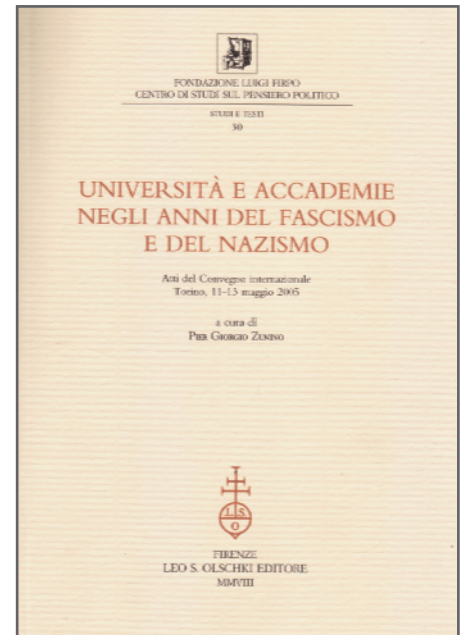 FONDAZIONE LUIGI FIRPO
CENTRO DI STUDI SUL PENSIERO POLITICO
STUDI E TESTI
30
UNIVERSITÀ E ACCADEMIE
NEGLI ANNI DEL FASCISMO
E DEL NAZISMO
Atti del Convegno internazionale
Torino, 11-13 maggio 2005
a cura di
PIER GIORGIO ZUNINO
L S
O
FIRENZE
LEO S. OLSCHKI EDITORE
MMVIII